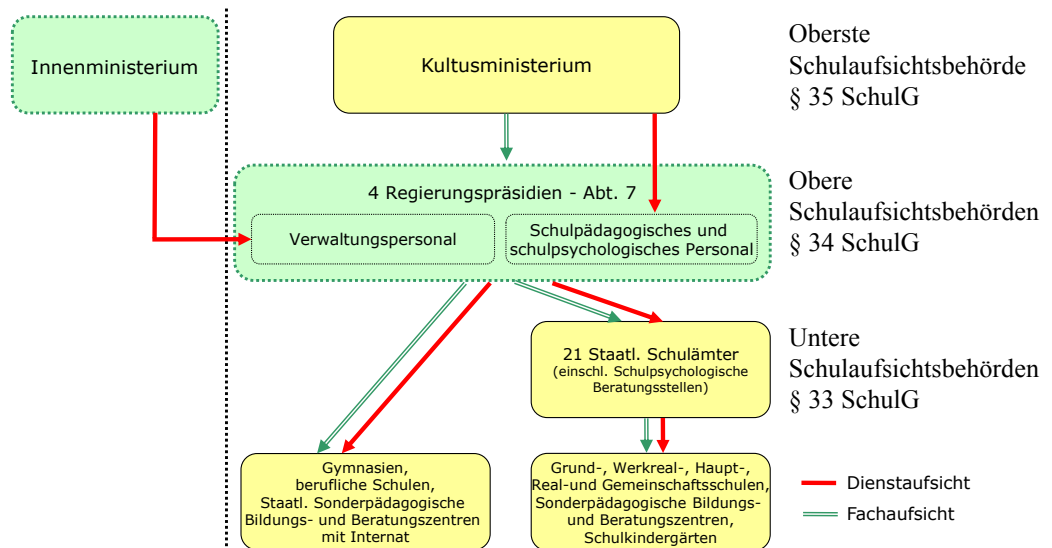 Innenministerium
Kultusministerium
Oberste
Schulaufsichtsbehörde
§ 35 SchulG
4 Regierungspräsidien - Abt. 7
Verwaltungspersonal
Schulpädagogisches und
schulpsychologisches Personal
Obere
Schulaufsichtsbehörden
§ 34 SchulG
21 Staatl. Schulämter
(einschl. Schulpsychologische
Beratungsstellen)
Untere
Schulaufsichtsbehörden
§ 33 SchulG
Gymnasien,
berufliche Schulen,
Staatl. Sonderpädagogische
Bildungs- und Beratungszentren
mit Internat
Grund-, Werkreal-, Haupt-,
Real-und Gemeinschaftsschulen,
Sonderpädagogische Bildungs-
und Beratungszentren,
Schulkindergärten
Dienstaufsicht
Fachaufsicht